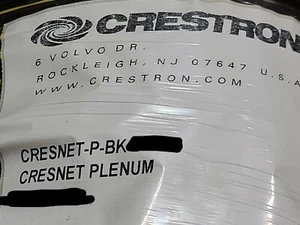 CRESTRON
6 VOLVO DR.
ROCKLEIGH, NJ 07647 U.S.A
WWW.CRESTRON.COM
CRESNET-P-BK
CRESNET PLENUM